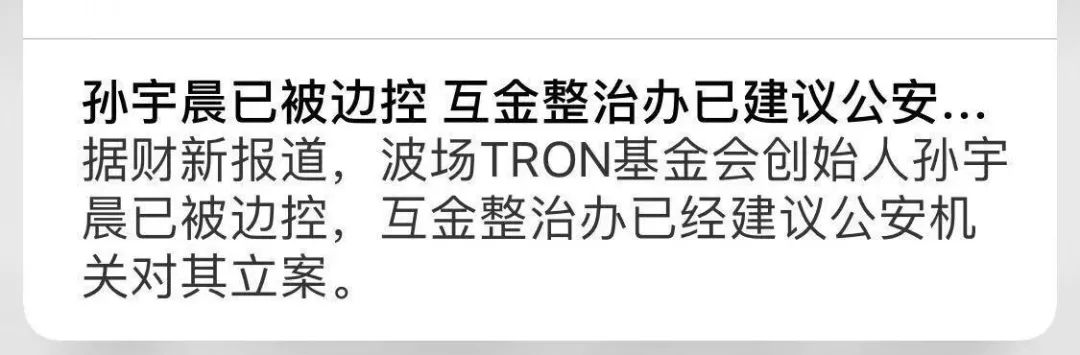 孙宇晨已被边控 互金整治办已建议公安...
据财新报道，波场TRON基金会创始人孙宇
晨已被边控，互金整治办已经建议公安机
关对其立案。